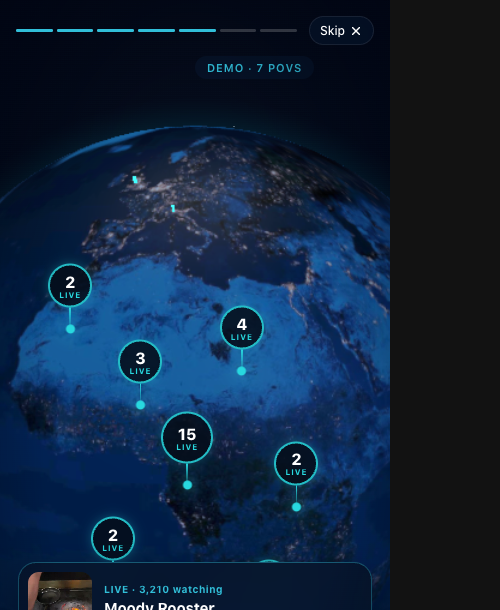 Skip ✕
DEMO · 7 POVS
2
LIVE
4
LIVE
3
LIVE
15
LIVE
2
LIVE
2
LIVE
LIVE · 3,210 watching
Moody Rooster